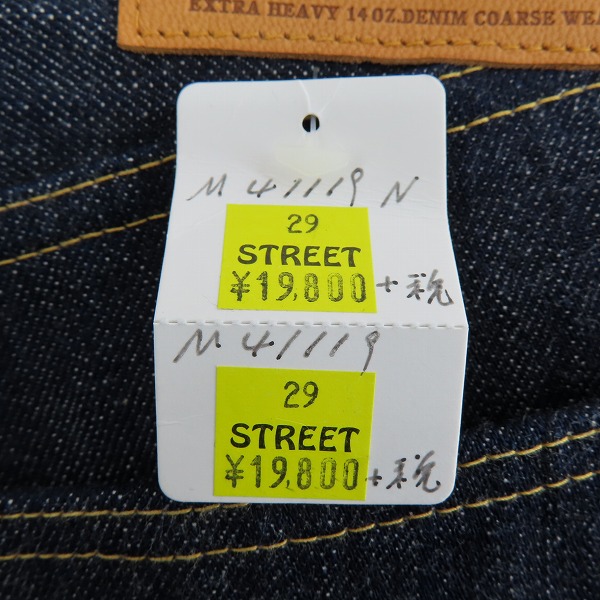 EXTRA HEAVY 14 OZ.DENIM COARSE WEA
M 41119 N
29
STREET
¥19,800 + 税
M 41119
29
STREET
¥19,800 + 税